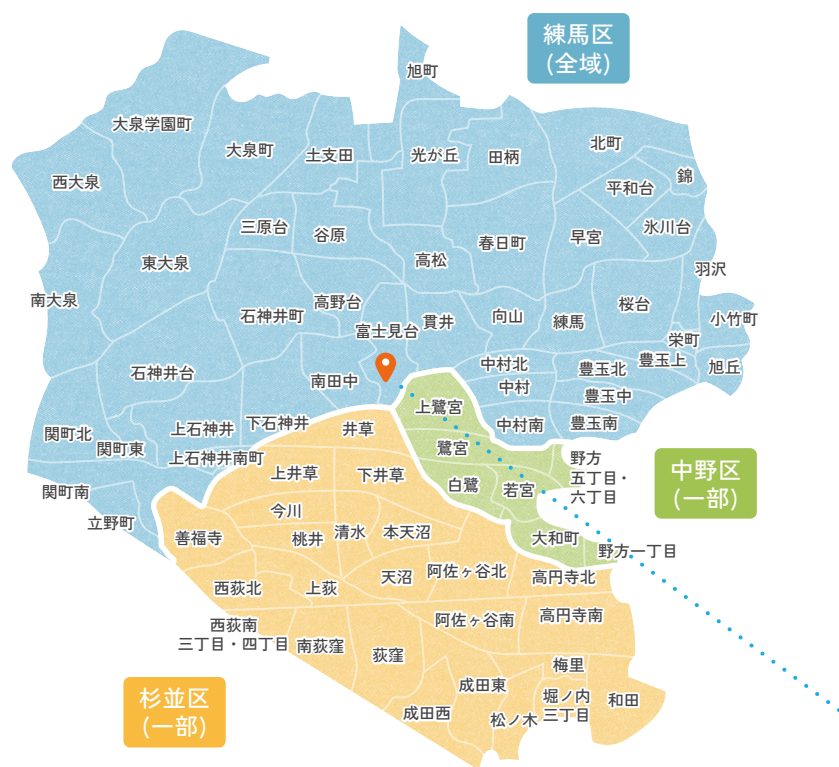 練馬区
(全域)
旭町
大泉学園町
大泉町
土支田
光が丘
田柄
北町
西大泉
平和台
錦
三原台
谷原
春日町
早宮
氷川台
東大泉
高松
羽沢
南大泉
高野台
桜台
石神井町
富士見台
貫井
向山
練馬
小竹町
栄町
石神井台
南田中
中村北
豊玉北
豊玉上
旭丘
中村
豊玉中
上鷺宮
関町北
上石神井
下石神井
井草
中村南
豊玉南
関町東
上石神井南町
鷺宮
野方
五丁目・
六丁目
中野区
(一部)
上井草
下井草
白鷺
若宮
関町南
立野町
今川
善福寺
桃井
清水
本天沼
大和町
野方一丁目
西荻北
上荻
天沼
阿佐ヶ谷北
高円寺北
西荻南
三丁目・四丁目
南荻窪
荻窪
阿佐ヶ谷南
高円寺南
梅里
杉並区
(一部)
成田東
成田西
松ノ木
堀ノ内
三丁目
和田